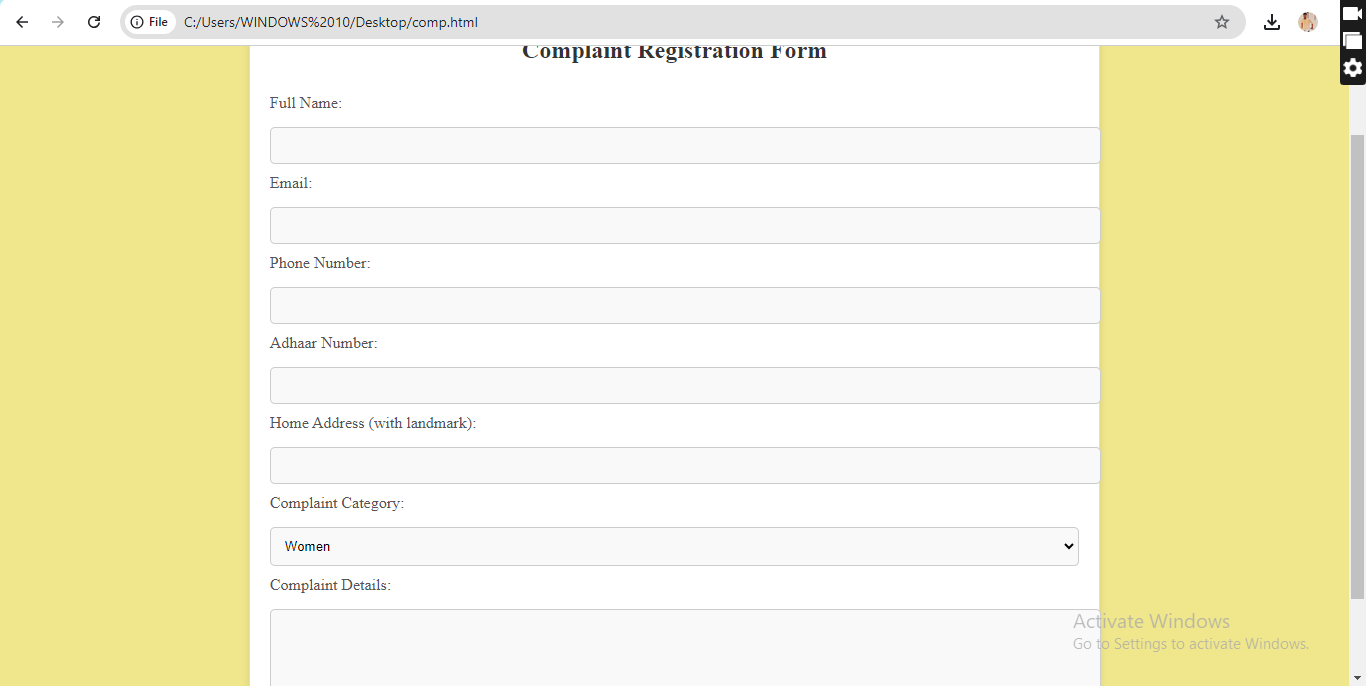 File C:/Users/WINDOWS%2010/Desktop/comp.html
Complaint Registration Form
Full Name:
Email:
Phone Number:
Adhaar Number:
Home Address (with landmark):
Complaint Category:
Women
Complaint Details:
Activate Windows
Go to Settings to activate Windows.